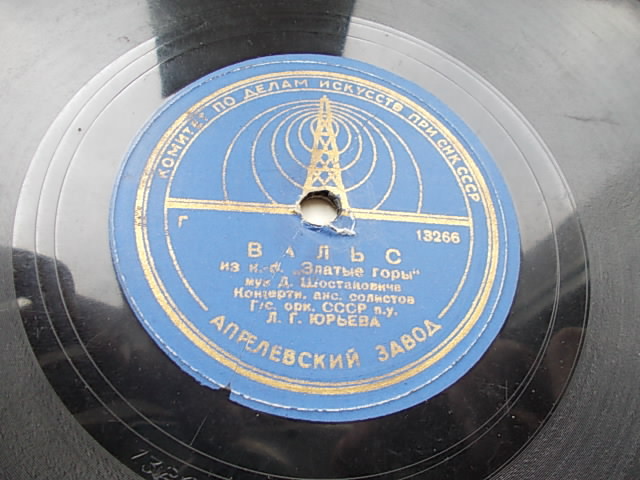 КОМИТЕТ ПО ДЕЛАМ ИСКУССТВ ПРИ СНК СССР
Г 13266
ВАЛЬС
из к.-ф. „Златые горы“
муз Д. Шостаковича
Концертн. анс. солистов
Г/с. орк. СССР п.у.
Л. Г. ЮРЬЕВА
АПРЕЛЕВСКИЙ ЗАВОД